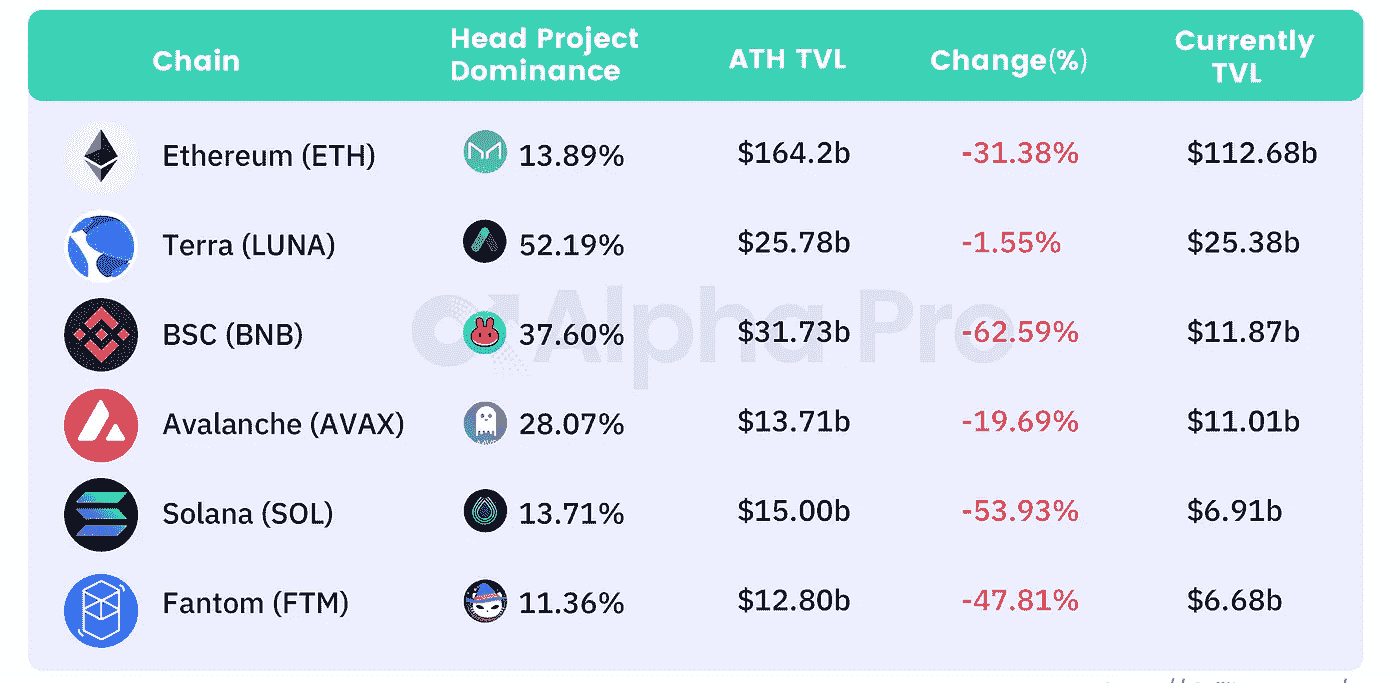 Chain Head Project Dominance ATH TVL Change(%) Currently TVL
Ethereum (ETH) 13.89% $164.2b -31.38% $112.68b
Terra (LUNA) 52.19% $25.78b -1.55% $25.38b
Alpha Pro
BSC (BNB) 37.60% $31.73b -62.59% $11.87b
Avalanche (AVAX) 28.07% $13.71b -19.69% $11.01b
Solana (SOL) 13.71% $15.00b -53.93% $6.91b
Fantom (FTM) 11.36% $12.80b -47.81% $6.68b